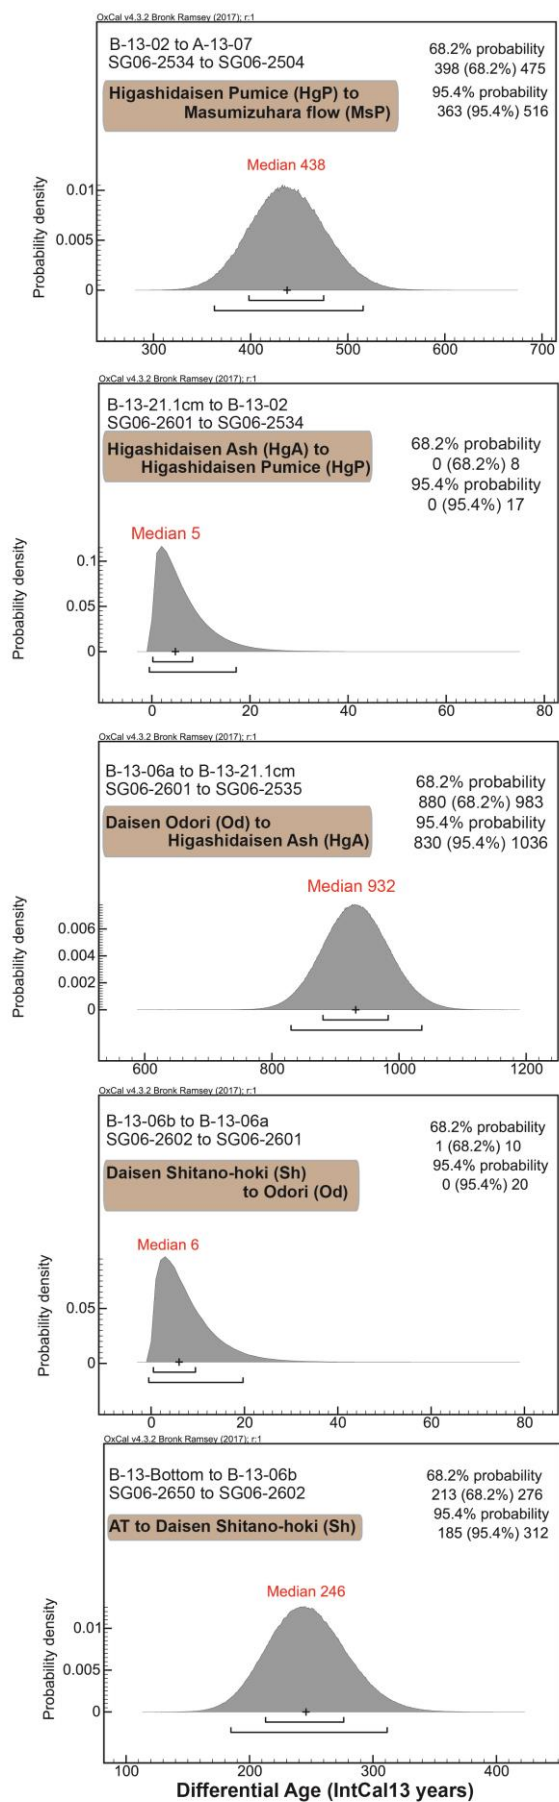 OxCal v4.3.2 Bronk Ramsey (2017); r:1
B-13-02 to A-13-07
SG06-2534 to SG06-2504
68.2% probability
398 (68.2%) 475
95.4% probability
363 (95.4%) 516
Higashidaisen Pumice (HgP) to
Masumizuhara flow (MsP)
Median 438
Probability density
0.01
0.005
0
300 400 500 600 700
OxCal v4.3.2 Bronk Ramsey (2017); r:1
B-13-21.1cm to B-13-02
SG06-2601 to SG06-2534
Higashidaisen Ash (HgA) to
Higashidaisen Pumice (HgP)
68.2% probability
0 (68.2%) 8
95.4% probability
0 (95.4%) 17
Median 5
Probability density
0.1
0.05
0
0 20 40 60 80
OxCal v4.3.2 Bronk Ramsey (2017); r:1
B-13-06a to B-13-21.1cm
SG06-2601 to SG06-2535
68.2% probability
880 (68.2%) 983
95.4% probability
830 (95.4%) 1036
Daisen Odori (Od) to
Higashidaisen Ash (HgA)
Median 932
Probability density
0.006
0.004
0.002
0
600 800 1000 1200
OxCal v4.3.2 Bronk Ramsey (2017); r:1
B-13-06b to B-13-06a
SG06-2602 to SG06-2601
68.2% probability
1 (68.2%) 10
95.4% probability
0 (95.4%) 20
Daisen Shitano-hoki (Sh)
to Odori (Od)
Median 6
Probability density
0.05
0
0 20 40 60 80
OxCal v4.3.2 Bronk Ramsey (2017); r:1
B-13-Bottom to B-13-06b
SG06-2650 to SG06-2602
68.2% probability
213 (68.2%) 276
95.4% probability
185 (95.4%) 312
AT to Daisen Shitano-hoki (Sh)
Median 246
Probability density
0.01
0.005
0
100 200 300 400
Differential Age (IntCal13 years)